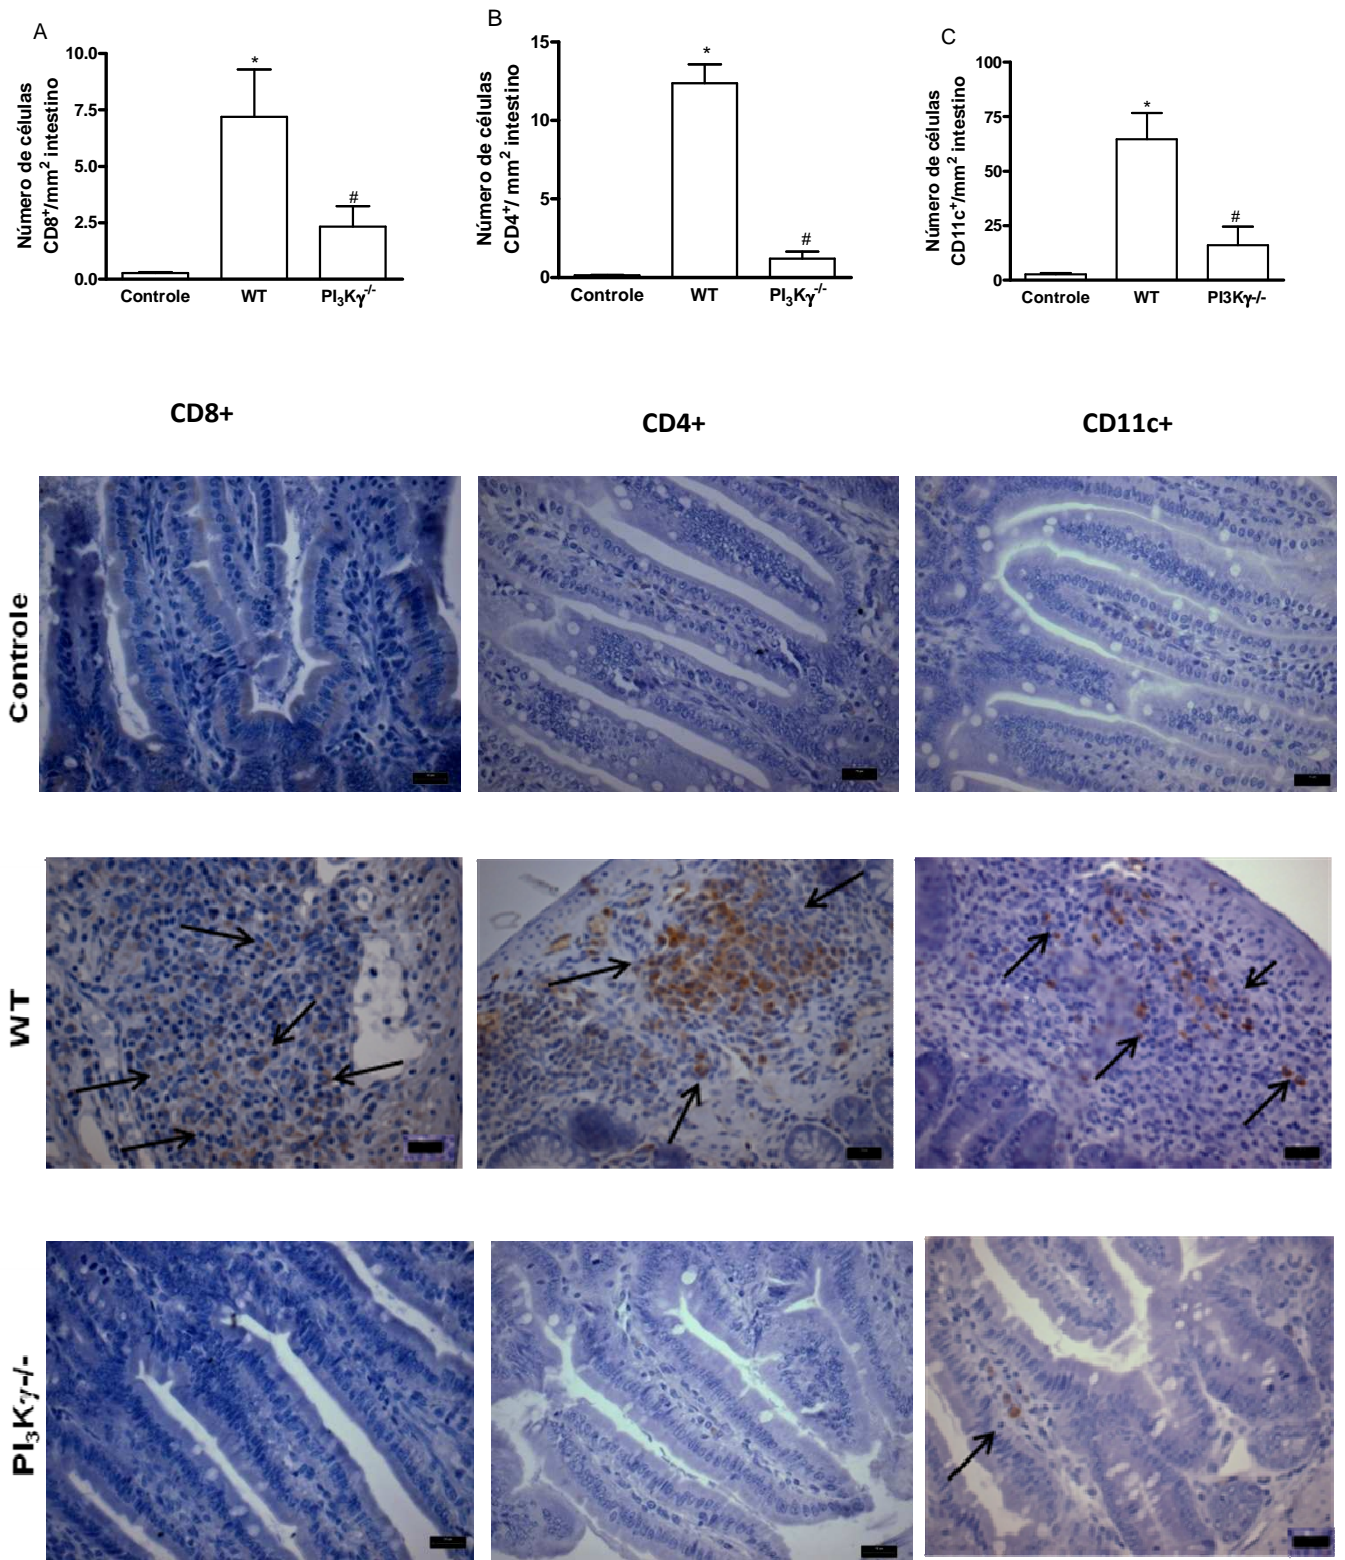 A
Número de células
CD8⁺/mm² intestino
10.0
7.5
5.0
2.5
0.0
*
#
Controle WT PI₃Kγ⁻/⁻
B
Número de células
CD4⁺/ mm² intestino
15
10
5
0
*
#
Controle WT PI₃Kγ⁻/⁻
C
Número de células
CD11c⁺/mm² intestino
100
75
50
25
0
*
#
Controle WT PI3Kγ-/-
CD8+ CD4+ CD11c+
Controle
WT
PI₃Kγ-/-